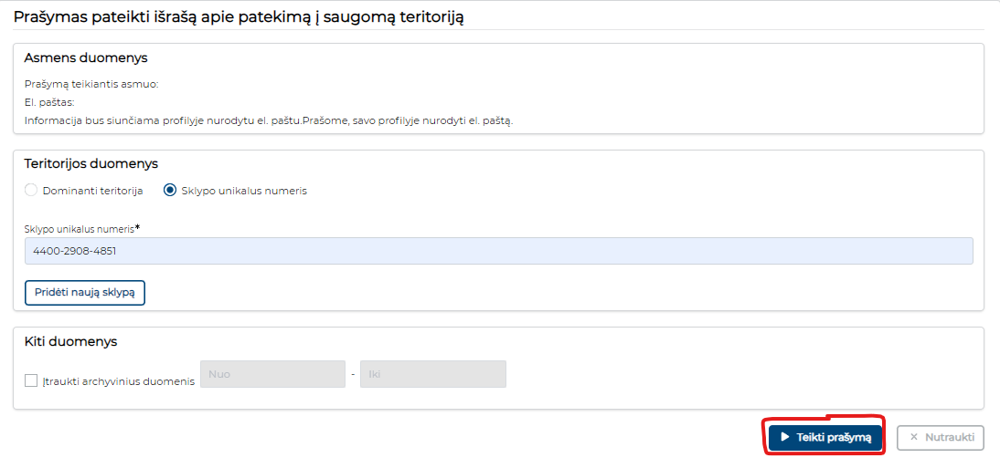 Prašymas pateikti išrašą apie patekimą į saugomą teritoriją
Asmens duomenys
Prašymą teikiantis asmuo:
El. paštas:
Informacija bus siunčiama profilyje nurodytu el. paštu.Prašome, savo profilyje nurodyti el. paštą.
Teritorijos duomenys
Dominanti teritorija Sklypo unikalus numeris
Sklypo unikalus numeris*
4400-2908-4851
Pridėti naują sklypą
Kiti duomenys
Įtraukti archyvinius duomenis Nuo - Iki
Teikti prašymą × Nutraukti